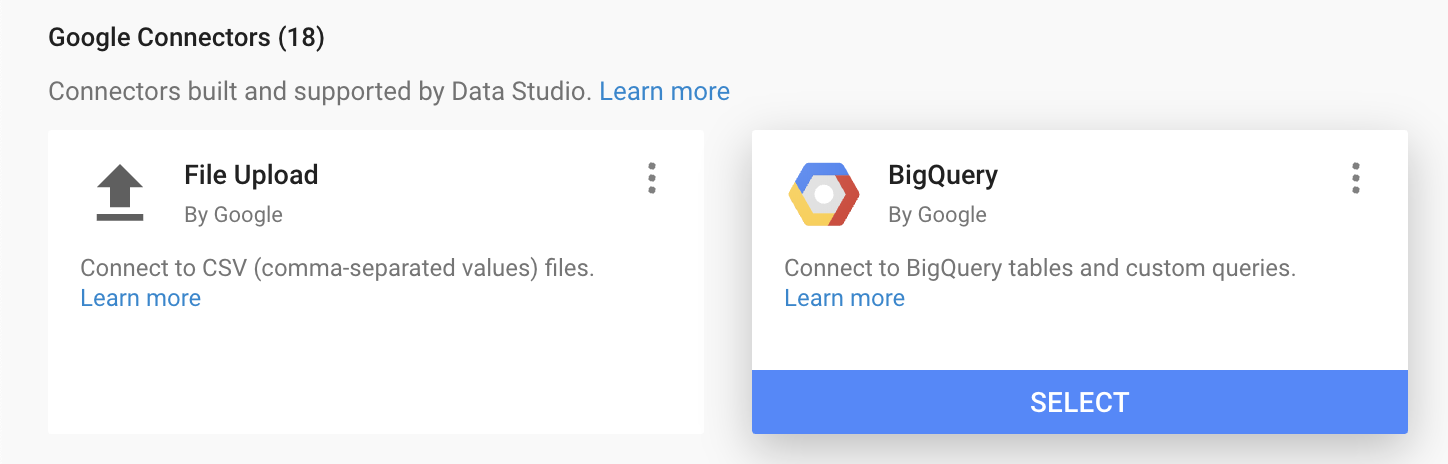 Google Connectors (18)
Connectors built and supported by Data Studio. Learn more
File Upload
By Google
Connect to CSV (comma-separated values) files.
Learn more
BigQuery
By Google
Connect to BigQuery tables and custom queries.
Learn more
SELECT